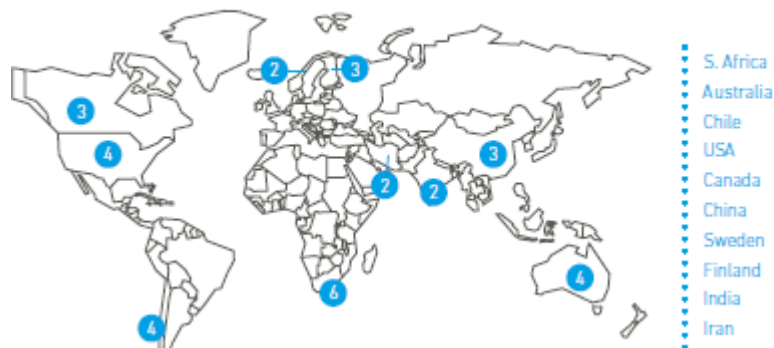 2
3
3
4
3
2
2
4
6
4
S. Africa
Australia
Chile
USA
Canada
China
Sweden
Finland
India
Iran